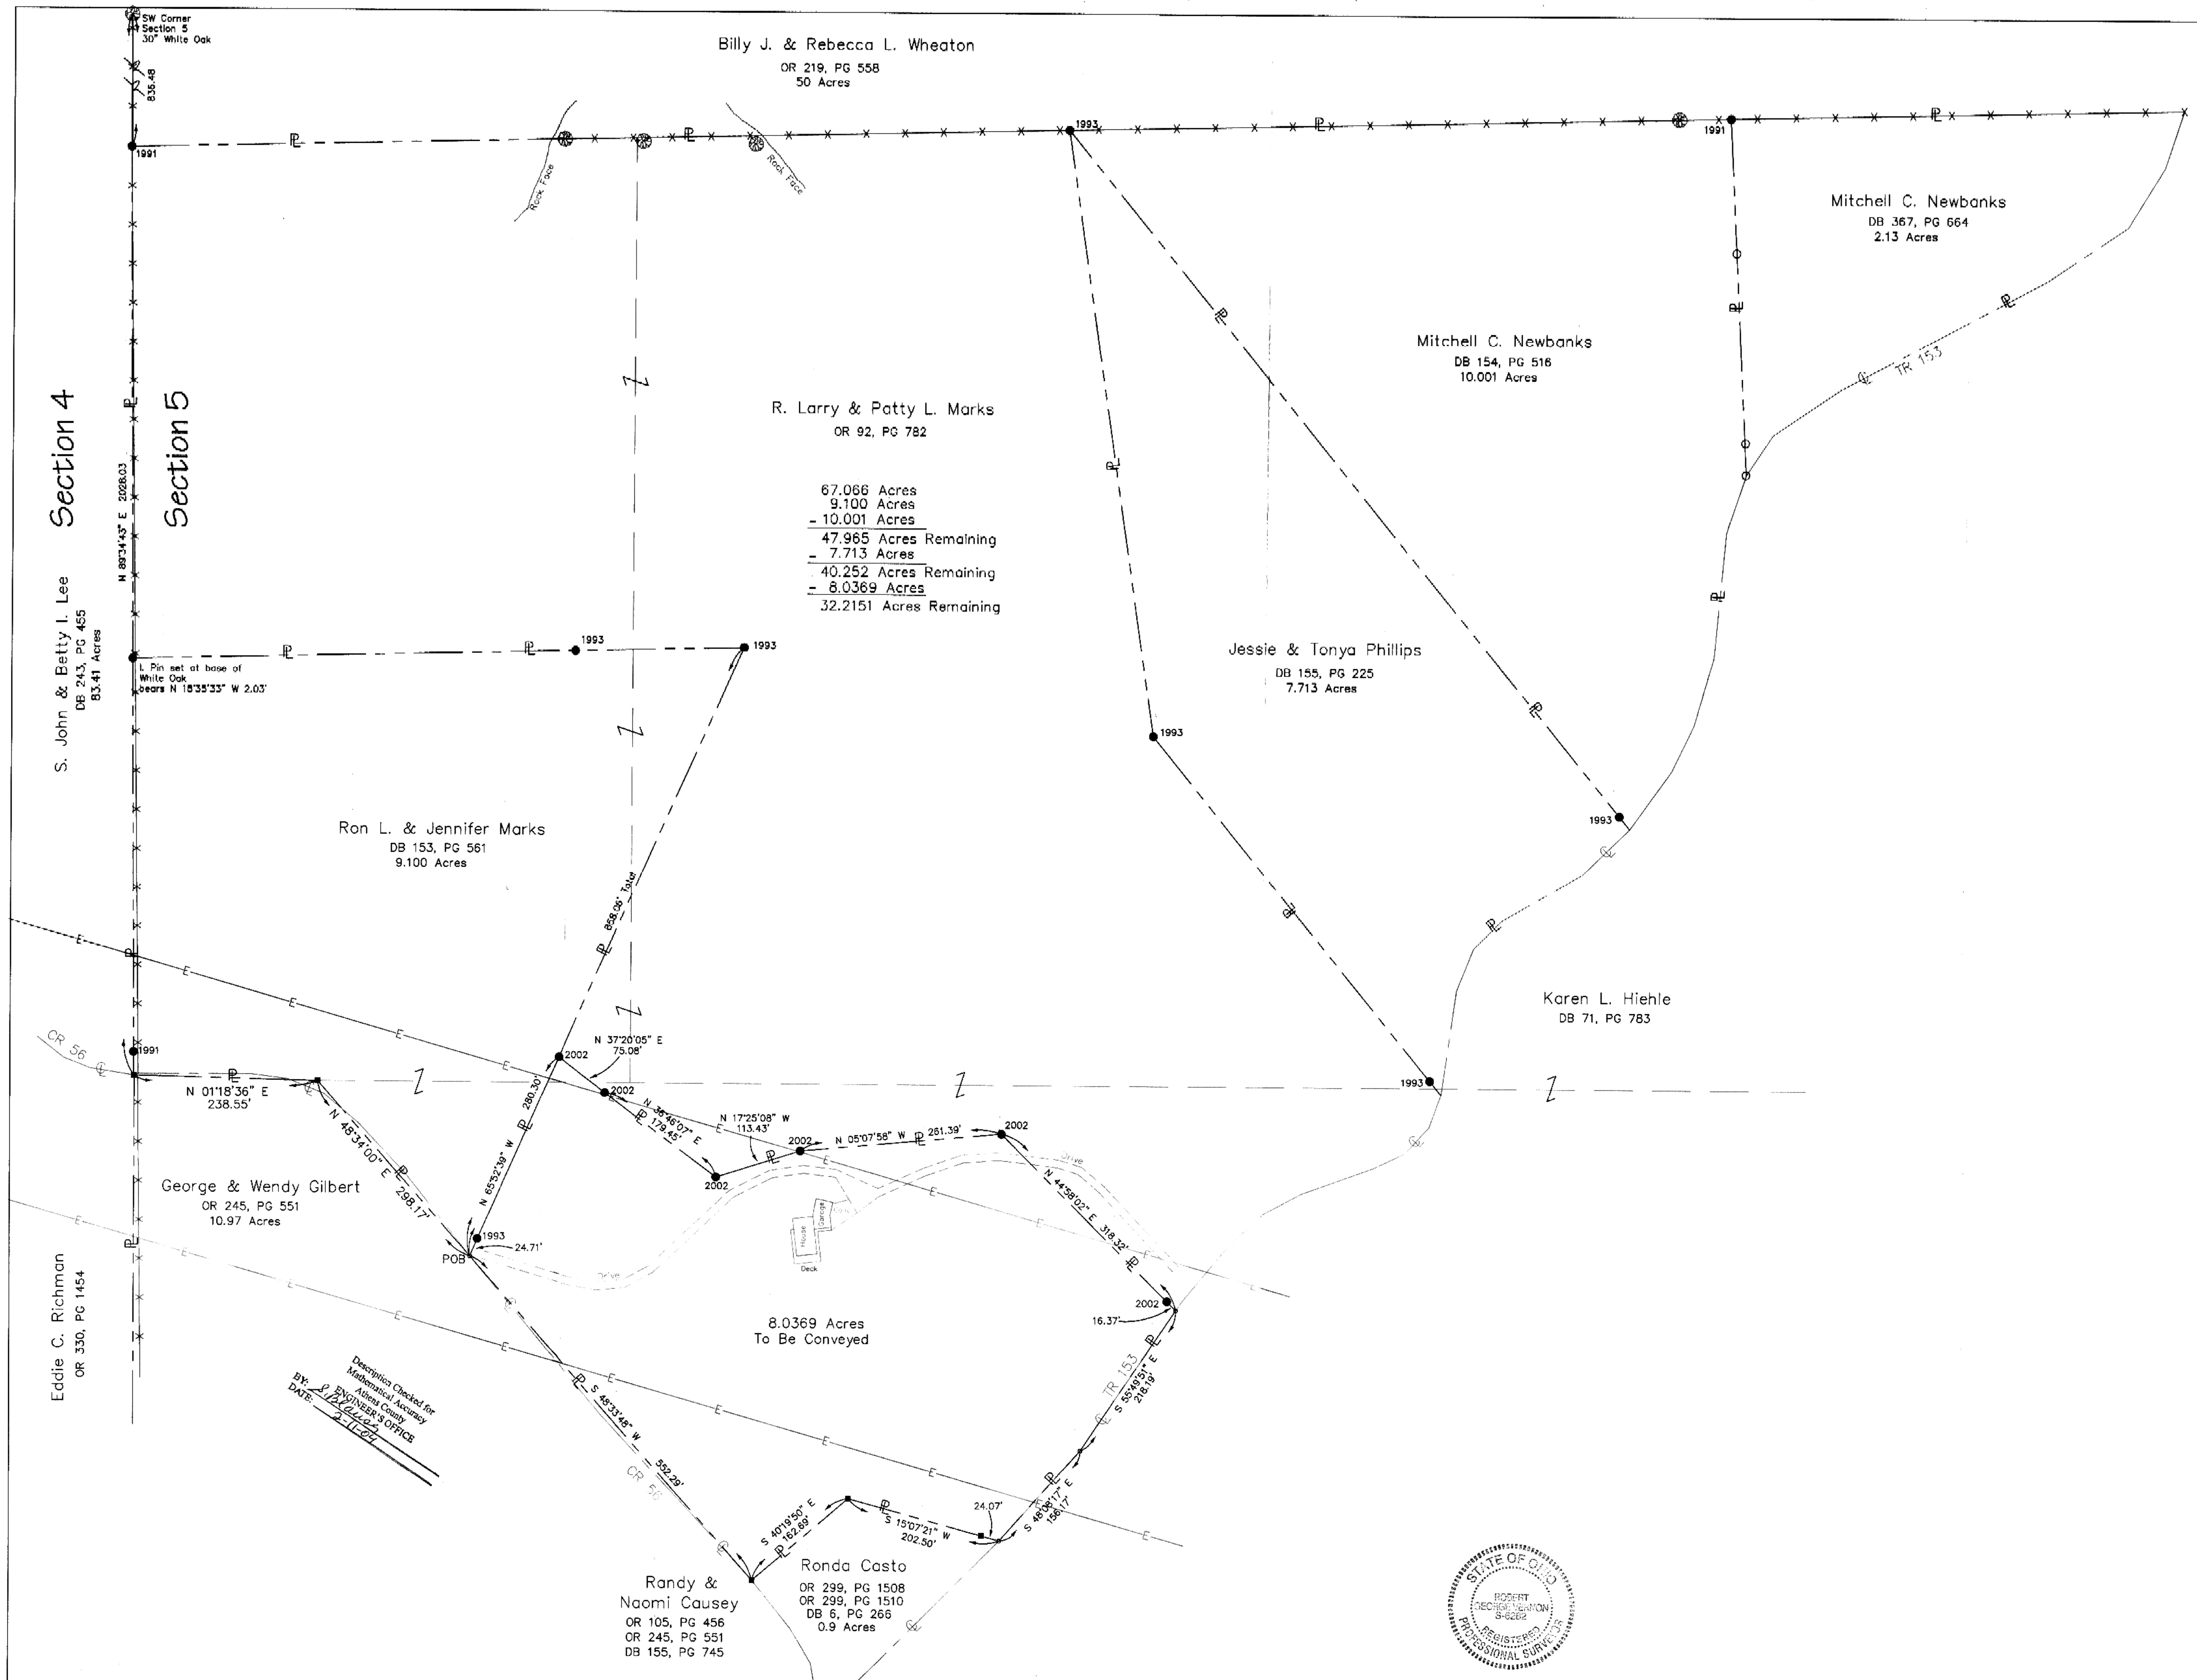 SW Corner
Section 5
30" White Oak
835.48
1991
Billy J. & Rebecca L. Wheaton
OR 219, PG 558
50 Acres
Rock Face
Rock Face
1993
1991
Mitchell C. Newbanks
DB 367, PG 664
2.13 Acres
TR 153
Mitchell C. Newbanks
DB 154, PG 516
10.001 Acres
R. Larry & Patty L. Marks
OR 92, PG 782
67.066 Acres
9.100 Acres
- 10.001 Acres
47.965 Acres Remaining
- 7.713 Acres
40.252 Acres Remaining
- 8.0369 Acres
32.2151 Acres Remaining
Section 4
Section 5
N 89°34'43" E 2028.03
S. John & Betty I. Lee
DB 243, PG 455
83.41 Acres
1993
1993
I. Pin set at base of
White Oak
bears N 18°35'33" W 2.03'
Jessie & Tonya Phillips
DB 155, PG 225
7.713 Acres
1993
1993
Ron L. & Jennifer Marks
DB 153, PG 561
9.100 Acres
858.06' Total
Karen L. Hiehle
DB 71, PG 783
1993
CR 56
1991
N 01°18'36" E
238.55'
N 48°34'00" E 298.17'
2002
N 37°20'05" E
75.08'
2002
N 36°46'07" E
179.45'
N 17°25'08" W
113.43'
2002
2002
N 05°07'58" W 261.39'
2002
Drive
N 44°58'02" E 318.32'
N 65°52'39" W 280.30'
1993
24.71'
POB
George & Wendy Gilbert
OR 245, PG 551
10.97 Acres
House
Garage
Deck
Drive
2002
16.37'
8.0369 Acres
To Be Conveyed
Eddie C. Richman
OR 330, PG 1454
Description Checked for
Mathematical Accuracy
Athens County
ENGINEER'S OFFICE
BY:
DATE: 2-11-04
TR 153
S 55°49'51" E
218.19'
S 48°33'48" W 552.29'
CR 56
S 48°08'17" E
156.17'
S 40°19'50" E
162.69'
S 15°07'21" W
202.50'
24.07'
Randy &
Naomi Causey
OR 105, PG 456
OR 245, PG 551
DB 155, PG 745
Ronda Casto
OR 299, PG 1508
OR 299, PG 1510
DB 6, PG 266
0.9 Acres
STATE OF OHIO
ROBERT
GEORGE VERNON
S-6262
REGISTERED
PROFESSIONAL SURVEYOR